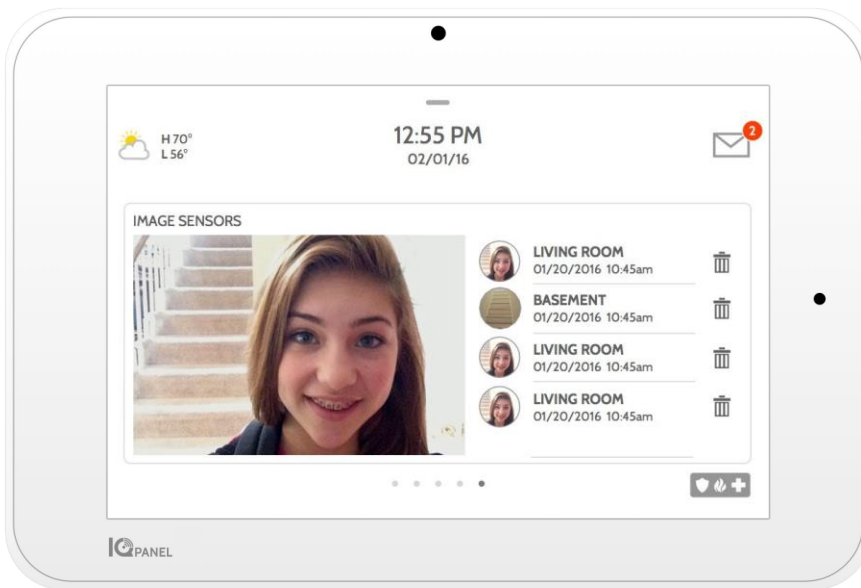 H 70°
L 56°
12:55 PM
02/01/16
2
IMAGE SENSORS
LIVING ROOM
01/20/2016 10:45am
BASEMENT
01/20/2016 10:45am
LIVING ROOM
01/20/2016 10:45am
LIVING ROOM
01/20/2016 10:45am
IQ PANEL